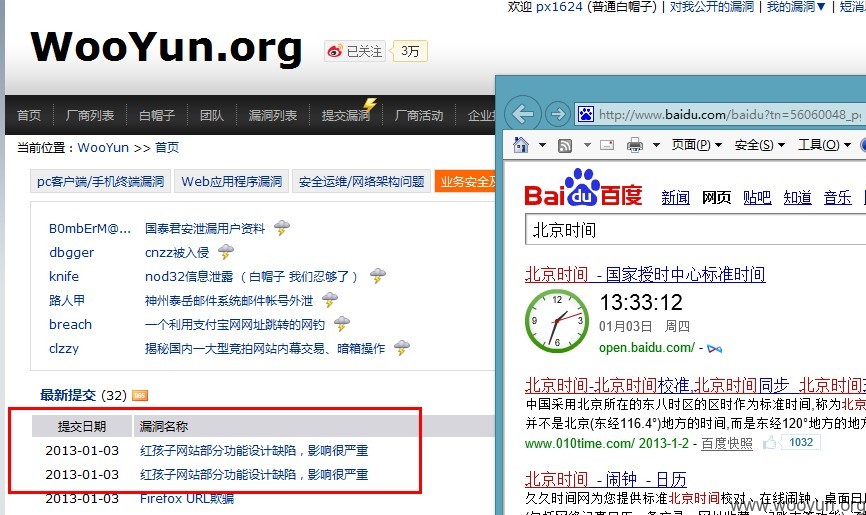 欢迎 px1624 (普通白帽子) | 对我公开的漏洞 | 我的漏洞▼ | 短消
WooYun.org
已关注 3万
首页 厂商列表 白帽子 团队 漏洞列表 提交漏洞 厂商活动
当前位置：WooYun >> 首页
pc客户端/手机终端漏洞 Web应用程序漏洞 安全运维/网络架构问题 业务安全及
B0mbErM@... 国泰君安泄漏用户资料
dbgger cnzz被入侵
knife nod32信息泄露 （白帽子 我们忍够了）
路人甲 神州泰岳邮件系统邮件帐号外泄
breach 一个利用支付宝网网址跳转的网钓
clzzy 揭秘国内一大型竞拍网站内幕交易、暗箱操作
最新提交 (32)
提交日期 漏洞名称
2013-01-03 红孩子网站部分功能设计缺陷，影响很严重
2013-01-03 红孩子网站部分功能设计缺陷，影响很严重
2013-01-03 Firefox URL欺骗
http://www.baidu.com/baidu?tn=56060048_p
页面(P) 安全(S) 工具(O)
Baidu百度 新闻 网页 贴吧 知道 音乐
北京时间
北京时间 - 国家授时中心标准时间
12 3 6 9
13:33:12
01月03日 周四
open.baidu.com/ -
北京时间-北京时间校准,北京时间同步 北京时间
中国采用北京所在的东八时区的区时作为标准时间,称为北京
并不是北京(东经116.4°)地方的时间,而是东经120°地方的地方
www.010time.com/ 2013-1-2 - 百度快照 1032
北京时间 - 闹钟 - 日历
久久时间网为您提供标准北京时间校对、在线闹钟、桌面日
www.wooyun.org